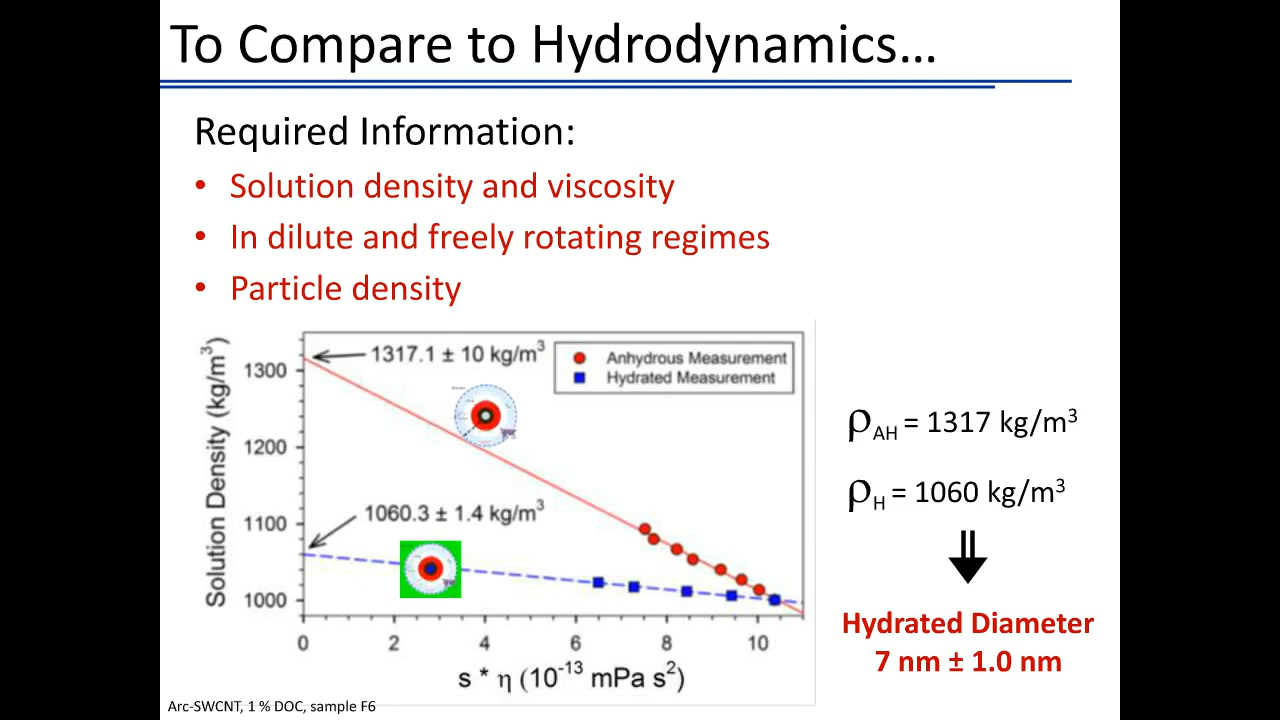 To Compare to Hydrodynamics…
Required Information:
• Solution density and viscosity
• In dilute and freely rotating regimes
• Particle density
Solution Density (kg/m³)
1300
1200
1100
1000
1317.1 ± 10 kg/m³
1060.3 ± 1.4 kg/m³
Anhydrous Measurement
Hydrated Measurement
0 2 4 6 8 10
s * η (10⁻¹³ mPa s²)
ρAH = 1317 kg/m³
ρH = 1060 kg/m³
Hydrated Diameter
7 nm ± 1.0 nm
Arc-SWCNT, 1 % DOC, sample F6